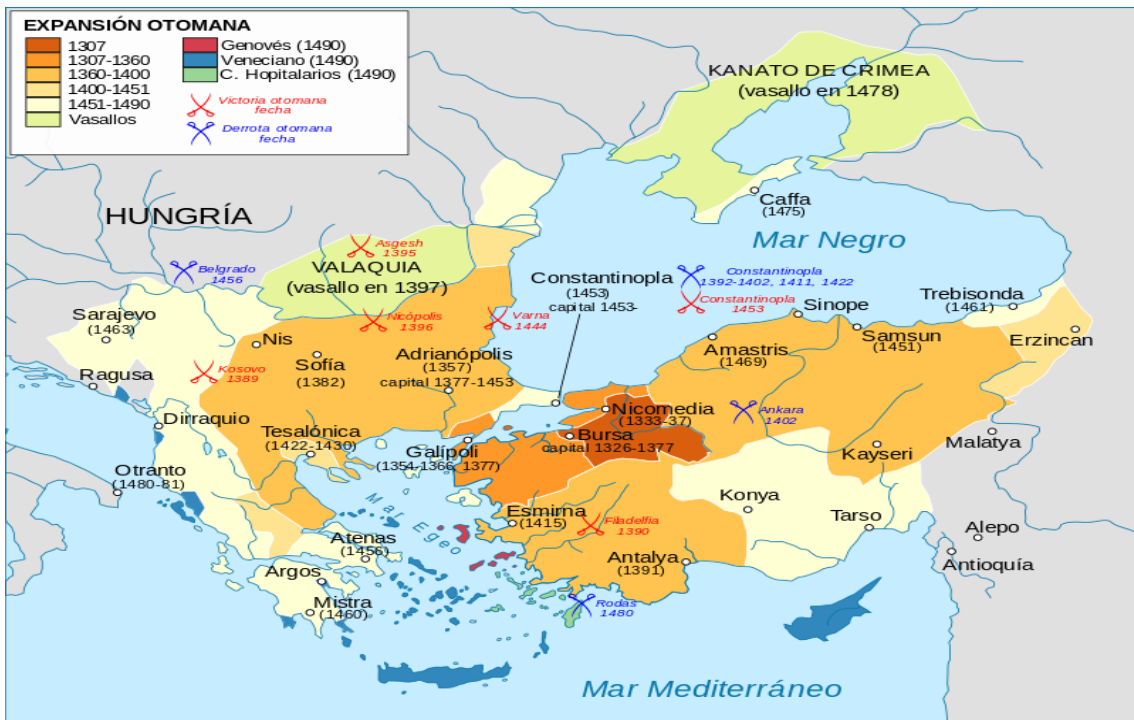 EXPANSIÓN OTOMANA
1307
1307-1360
1360-1400
1400-1451
1451-1490
Vasallos
Genovés (1490)
Veneciano (1490)
C. Hopitalarios (1490)
Victoria otomana
fecha
Derrota otomana
fecha
KANATO DE CRIMEA
(vasallo en 1478)
Caffa
(1475)
HUNGRÍA
Mar Negro
Asgesh
1395
Belgrado
1456
VALAQUIA
(vasallo en 1397)
Constantinopla
(1453)
capital 1453-
Constantinopla
1392-1402, 1411, 1422
Constantinopla
1453
Sinope
Trebisonda
(1461)
Sarajevo
(1463)
Nicópolis
1396
Varna
1444
Nis
Sofía
(1382)
Adrianópolis
(1357)
capital 1377-1453
Amastris
(1469)
Samsun
(1451)
Erzincan
Kosovo
1389
Ragusa
Dirraquio
Nicomedia
(1333-37)
Ankara
1402
Tesalónica
(1422-1430)
Bursa
capital 1326-1377
Galípoli
(1354-1366, 1377)
Malatya
Kayseri
Otranto
(1480-81)
Mar Egeo
Konya
Tarso
Esmirna
(1415)
Filadelfia
1390
Atenas
(1456)
Antalya
(1391)
Alepo
Antioquía
Argos
Mistra
(1460)
Rodas
1480
Mar Mediterráneo